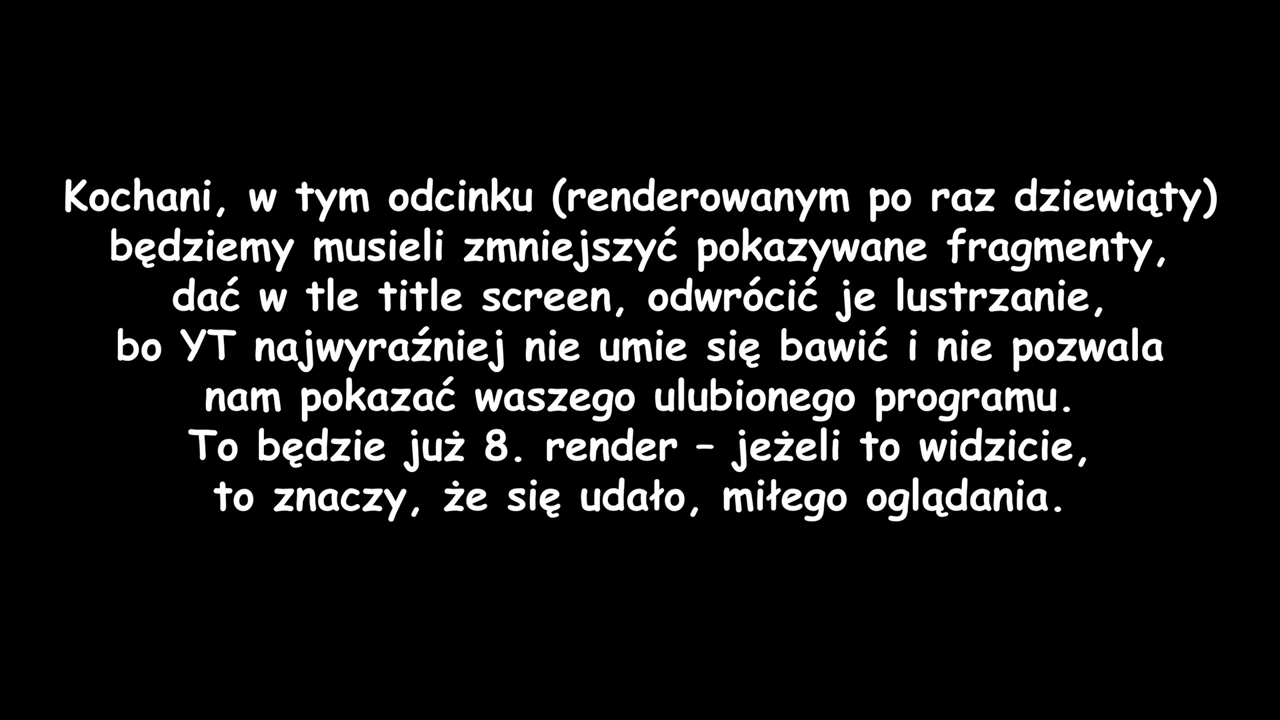 Kochani, w tym odcinku (renderowanym po raz dziewiąty)
będziemy musieli zmniejszyć pokazywane fragmenty,
dać w tle title screen, odwrócić je lustrzanie,
bo YT najwyraźniej nie umie się bawić i nie pozwala
nam pokazać waszego ulubionego programu.
To będzie już 8. render – jeżeli to widzicie,
to znaczy, że się udało, miłego oglądania.